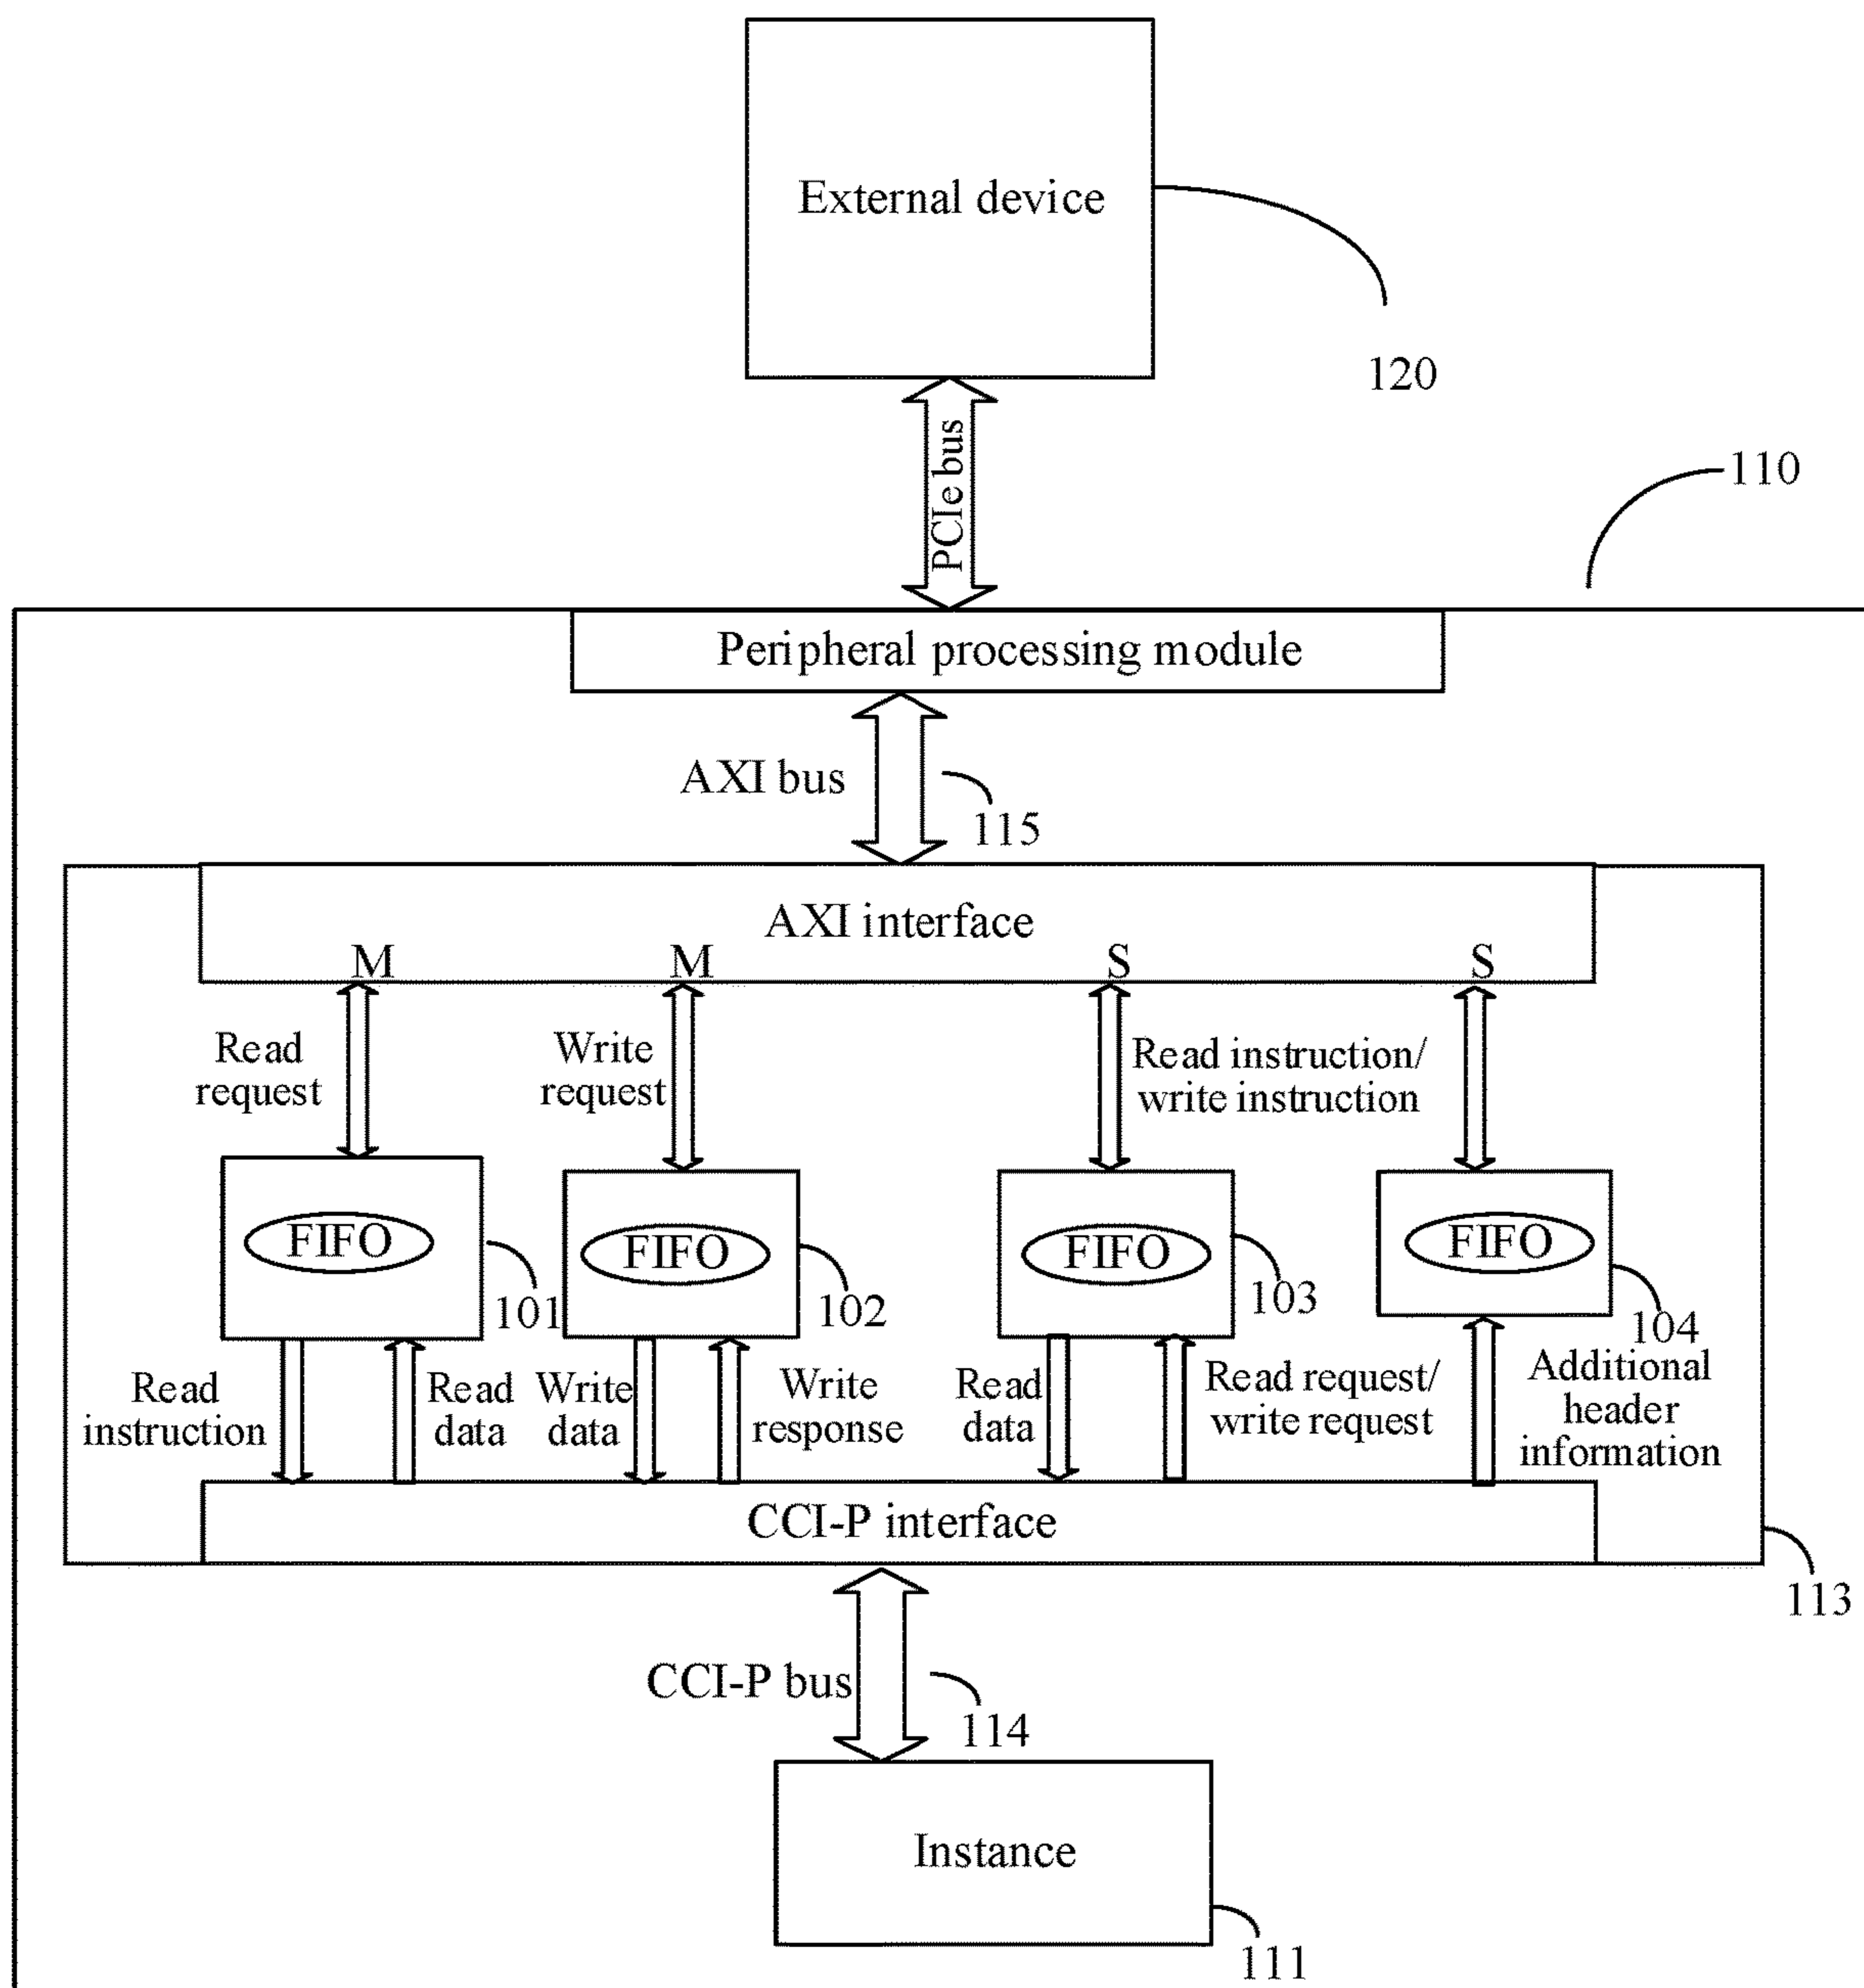 External device
120
PCIe bus
110
Peripheral processing module
AXI bus
115
AXI interface
M
M
S
S
Read
request
Write
request
Read instruction/
write instruction
FIFO
FIFO
FIFO
FIFO
101
102
103
104
Read
instruction
Read
data
Write
data
Write
response
Read
data
Read request/
write request
Additional
header
information
CCI-P interface
113
CCI-P bus
114
Instance
111